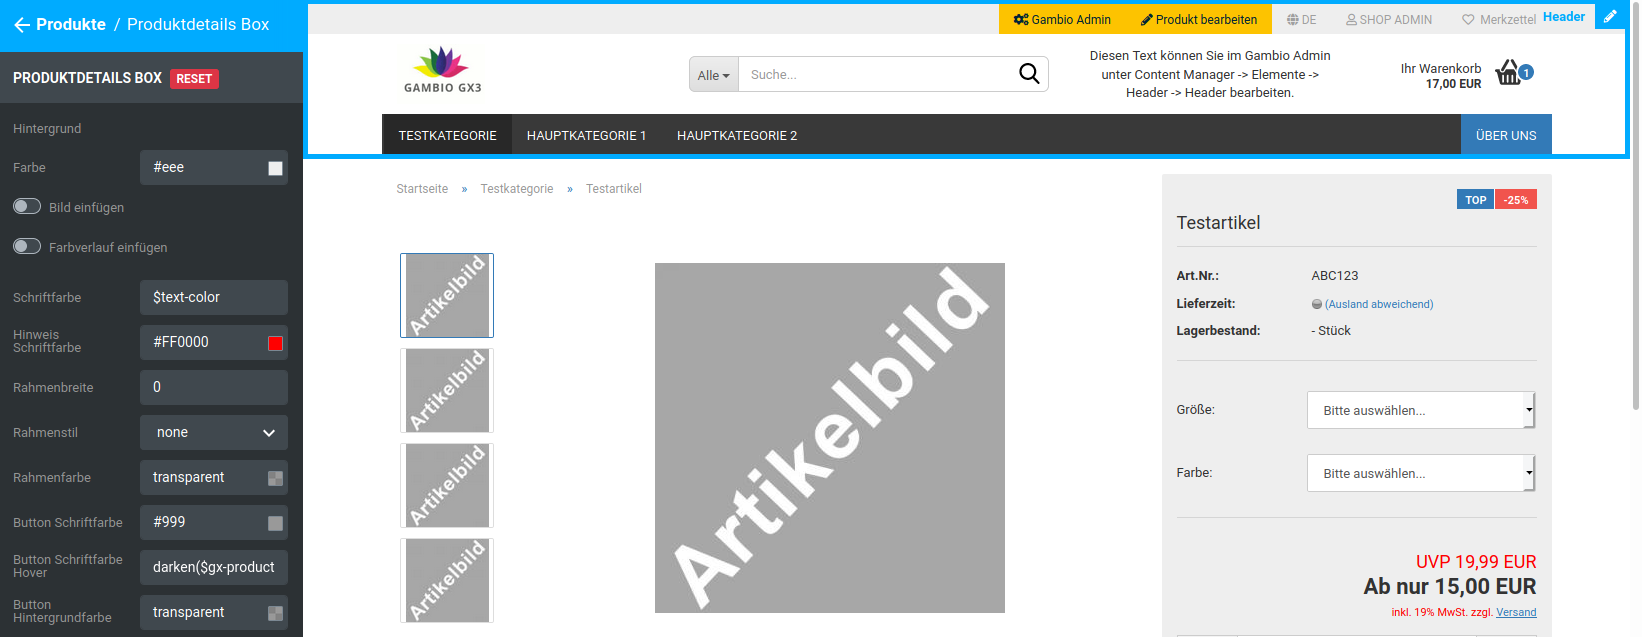 Produkte / Produktdetails Box
PRODUKTDETAILS BOX RESET
Hintergrund
Farbe #eee
Bild einfügen
Farbverlauf einfügen
Schriftfarbe $text-color
Hinweis
Schriftfarbe #FF0000
Rahmenbreite 0
Rahmenstil none
Rahmenfarbe transparent
Button Schriftfarbe #999
Button Schriftfarbe
Hover darken($gx-product
Button
Hintergrundfarbe transparent
Gambio Admin Produkt bearbeiten DE SHOP ADMIN Merkzettel Header
GAMBIO GX3
Alle Suche...
Diesen Text können Sie im Gambio Admin
unter Content Manager -> Elemente ->
Header -> Header bearbeiten.
Ihr Warenkorb
17,00 EUR
1
TESTKATEGORIE HAUPTKATEGORIE 1 HAUPTKATEGORIE 2 ÜBER UNS
Startseite » Testkategorie » Testartikel
Artikelbild
Artikelbild
Artikelbild
Artikelbild
Artikelbild
TOP -25%
Testartikel
Art.Nr.: ABC123
Lieferzeit: (Ausland abweichend)
Lagerbestand: - Stück
Größe: Bitte auswählen...
Farbe: Bitte auswählen...
UVP 19,99 EUR
Ab nur 15,00 EUR
inkl. 19% MwSt. zzgl. Versand